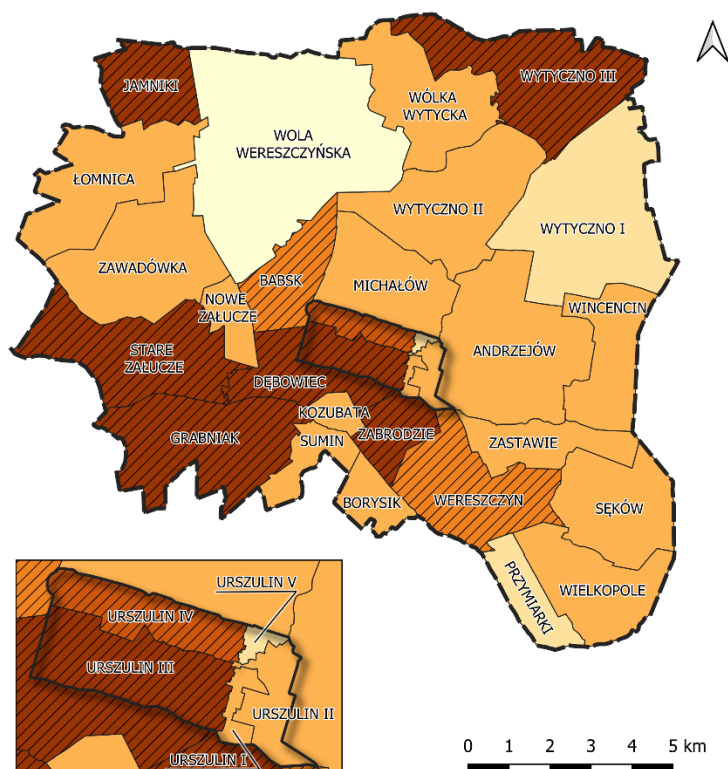 JAMNIKI
WYTYCZNO III
WÓLKA
WYTYCKA
WOLA
WERESZCZYŃSKA
ŁOMNICA
WYTYCZNO II
WYTYCZNO I
ZAWADÓWKA
BABSK
MICHAŁÓW
NOWE
ZAŁUCZE
WINCENCIN
STARE
ZAŁUCZE
ANDRZEJÓW
DĘBOWIEC
KOZUBATA
GRABNIAK
SUMIN
ZABRODZIE
ZASTAWIE
BORYSIK
WERESZCZYN
SĘKÓW
PRZYMIARKI
WIELKOPOLE
URSZULIN V
URSZULIN IV
URSZULIN III
URSZULIN II
URSZULIN I
0 1 2 3 4 5 km